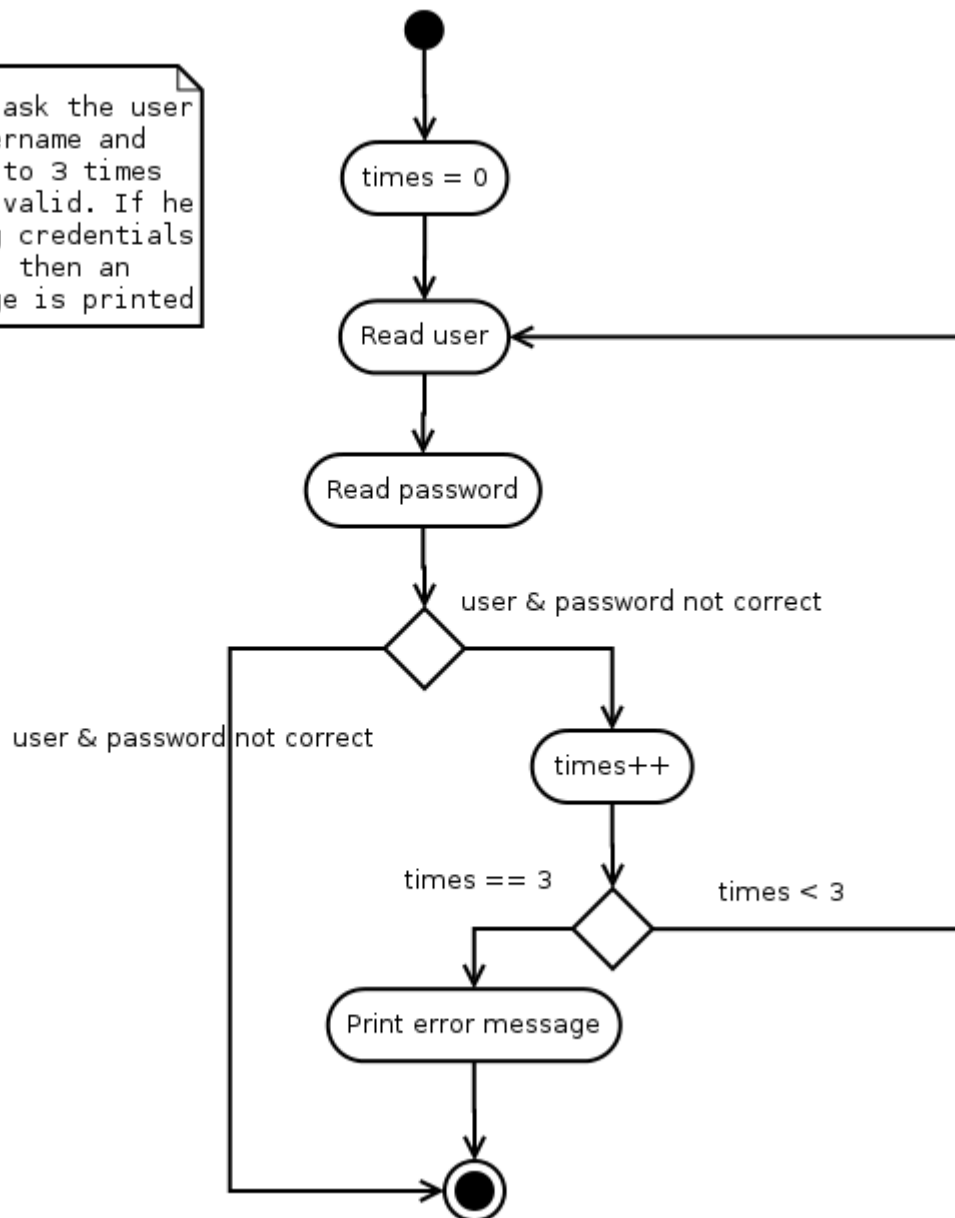 ask the user
and
to 3 times
valid. If he
credentials
then an
is printed
times = 0
Read user
Read password
user & password not correct
user & password not correct
times++
times == 3
times < 3
Print error message